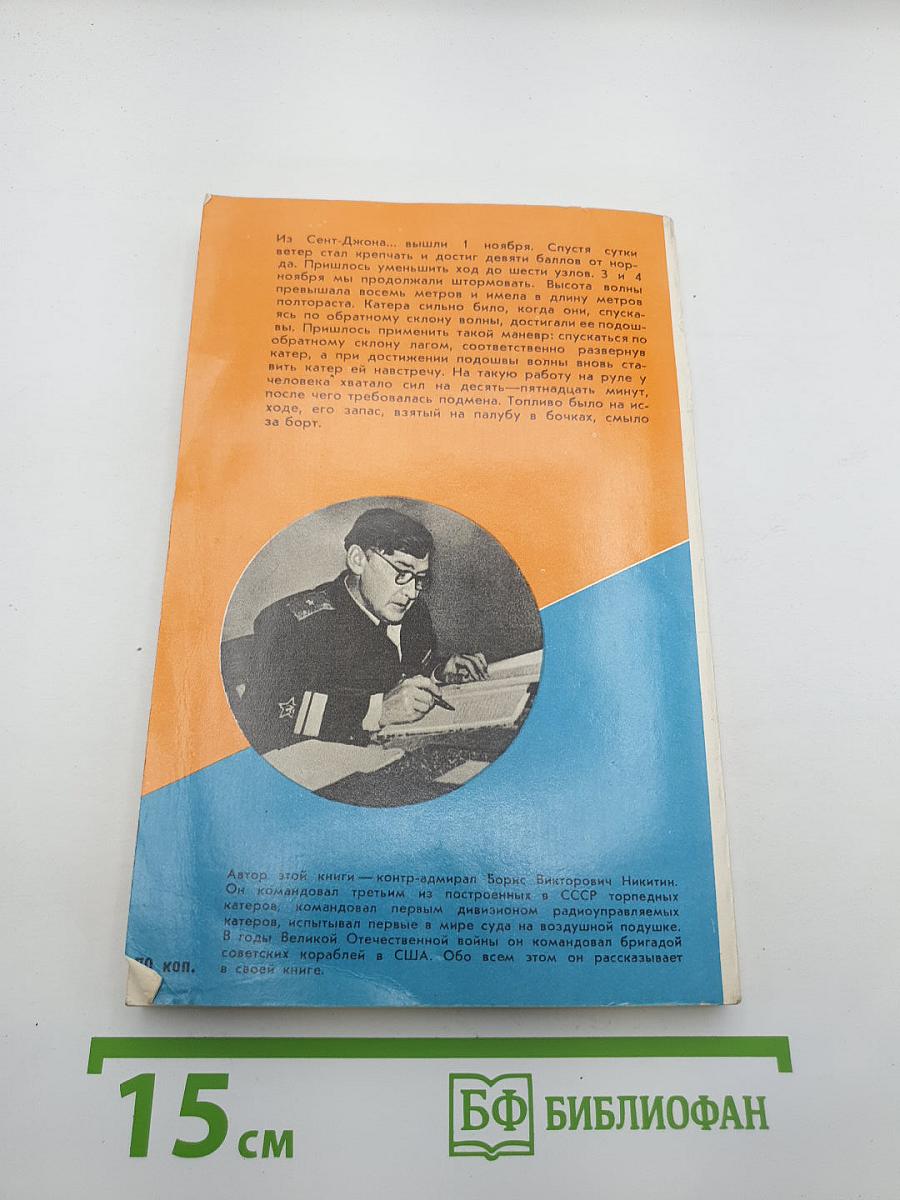 Из Сент-Джона... вышли 1 ноября. Спустя сутки
ветер стал крепчать и достиг девяти баллов от нор-
да. Пришлось уменьшить ход до шести узлов. 3 и 4
ноября мы продолжали штормовать. Высота волны
превышала восемь метров и имела в длину метров
полтораста. Катера сильно било, когда они, спуска-
ясь по обратному склону волны, достигали ее подош-
вы. Пришлось применить такой маневр: спускаться по
обратному склону лагом, соответственно развернув
катер, а при достижении подошвы волны вновь ста-
вить катер ей навстречу. На такую работу на руле у
человека хватало сил на десять—пятнадцать минут,
после чего требовалась подмена. Топливо было на ис-
ходе, его запас, взятый на палубу в бочках, смыло
за борт.
Автор этой книги — контр-адмирал Борис Викторович Никитин.
Он командовал третьим из построенных в СССР торпедных
катеров, командовал первым дивизионом радиоуправляемых
катеров, испытывал первые в мире суда на воздушной подушке.
В годы Великой Отечественной войны он командовал бригадой
советских кораблей в США. Обо всем этом он рассказывает
в своей книге.
коп.
15 см
БФ БИБЛИОФАН